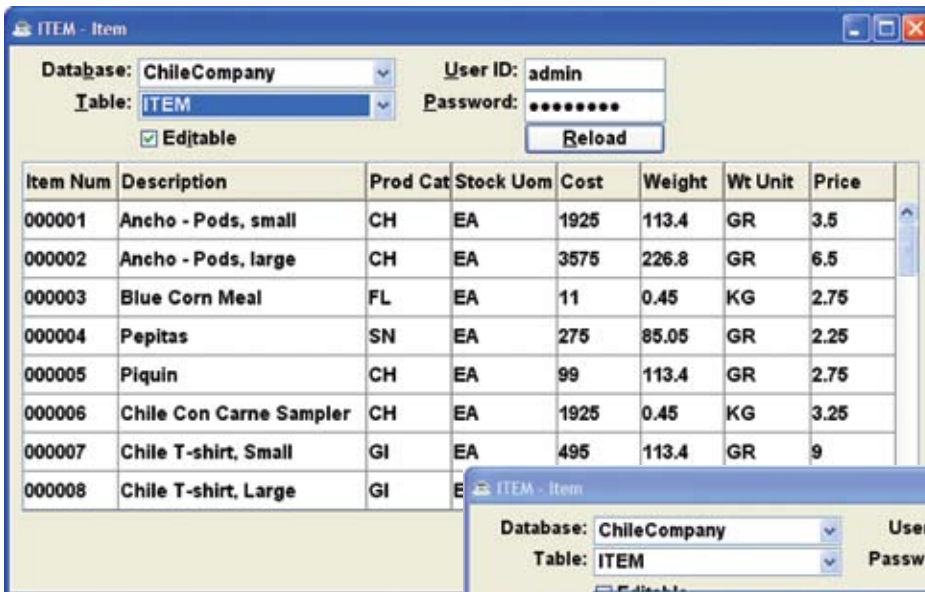 ITEM - Item
Database: ChileCompany User ID: admin
Table: ITEM Password: ●●●●●●●●
Editable Reload
Item Num Description Prod Cat Stock Uom Cost Weight Wt Unit Price
000001 Ancho - Pods, small CH EA 1925 113.4 GR 3.5
000002 Ancho - Pods, large CH EA 3575 226.8 GR 6.5
000003 Blue Corn Meal FL EA 11 0.45 KG 2.75
000004 Pepitas SN EA 275 85.05 GR 2.25
000005 Piquin CH EA 99 113.4 GR 2.75
000006 Chile Con Carne Sampler CH EA 1925 0.45 KG 3.25
000007 Chile T-shirt, Small GI EA 495 113.4 GR 9
000008 Chile T-shirt, Large GI E
ITEM - Item
Database: ChileCompany User
Table: ITEM Passw
Editable